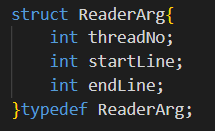 struct ReaderArg{
    int threadNo;
    int startLine;
    int endLine;
}typedef ReaderArg;